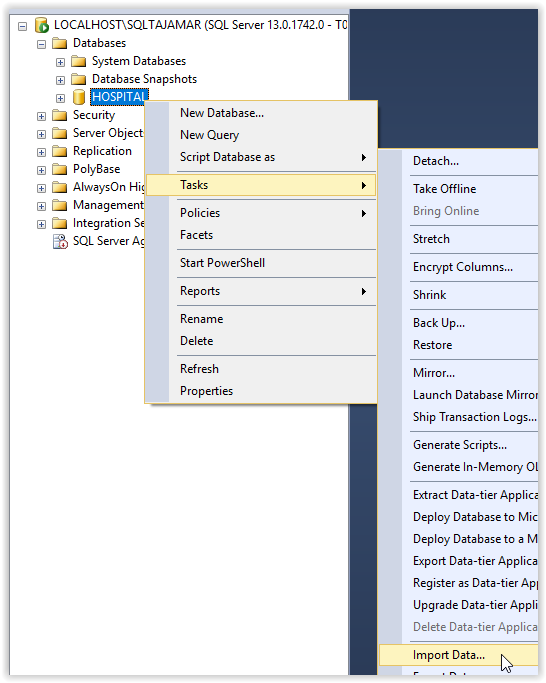 LOCALHOST\SQLTAJAMAR (SQL Server 13.0.1742.0 - T0
Databases
System Databases
Database Snapshots
HOSPITAL
Security
Server Object
Replication
PolyBase
AlwaysOn Hig
Management
Integration Se
SQL Server Ag
New Database...
New Query
Script Database as
Tasks
Policies
Facets
Start PowerShell
Reports
Rename
Delete
Refresh
Properties
Detach...
Take Offline
Bring Online
Stretch
Encrypt Columns...
Shrink
Back Up...
Restore
Mirror...
Launch Database Mirror
Ship Transaction Logs...
Generate Scripts...
Generate In-Memory OL
Extract Data-tier Applica
Deploy Database to Mic
Deploy Database to a M
Export Data-tier Applica
Register as Data-tier App
Upgrade Data-tier Appli
Delete Data-tier Applica
Import Data...